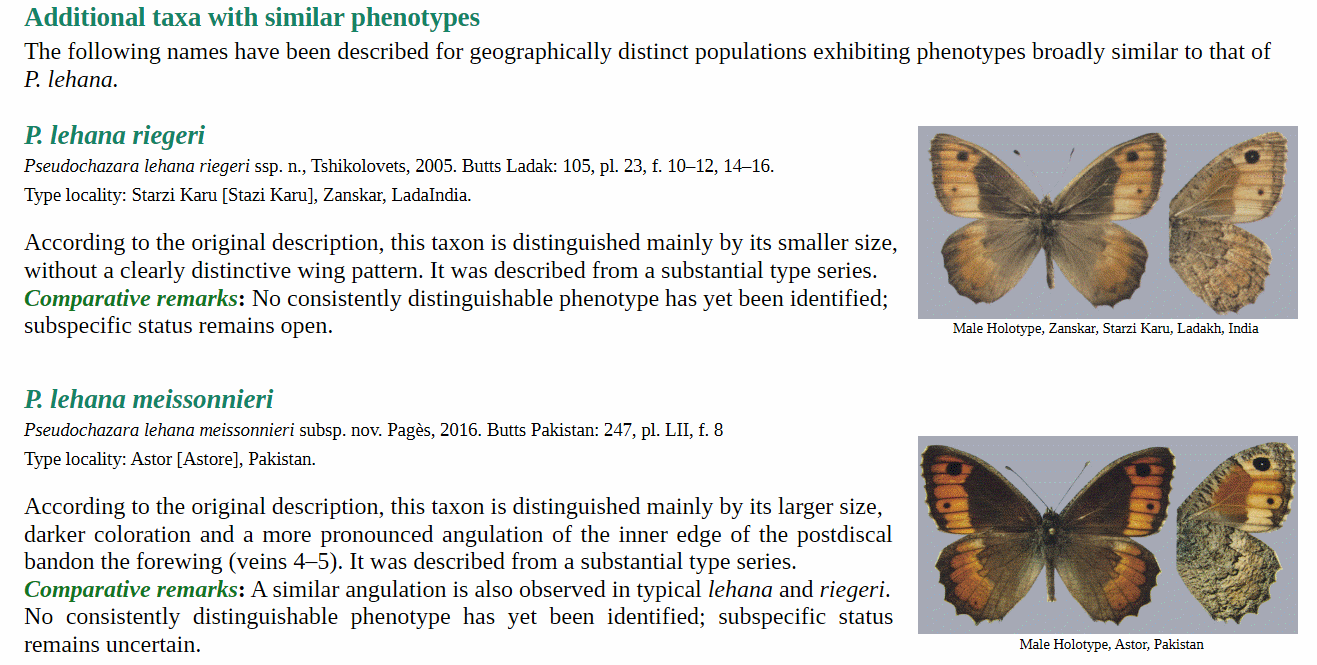 Additional taxa with similar phenotypes
The following names have been described for geographically distinct populations exhibiting phenotypes broadly similar to that of
P. lehana.
P. lehana riegeri
Pseudochazara lehana riegeri ssp. n., Tshikolovets, 2005. Butts Ladak: 105, pl. 23, f. 10–12, 14–16.
Type locality: Starzi Karu [Stazi Karu], Zanskar, LadaIndia.
According to the original description, this taxon is distinguished mainly by its smaller size,
without a clearly distinctive wing pattern. It was described from a substantial type series.
Comparative remarks: No consistently distinguishable phenotype has yet been identified;
subspecific status remains open.
Male Holotype, Zanskar, Starzi Karu, Ladakh, India
P. lehana meissonnieri
Pseudochazara lehana meissonnieri subsp. nov. Pagès, 2016. Butts Pakistan: 247, pl. LII, f. 8
Type locality: Astor [Astore], Pakistan.
According to the original description, this taxon is distinguished mainly by its larger size,
darker coloration and a more pronounced angulation of the inner edge of the postdiscal
bandon the forewing (veins 4–5). It was described from a substantial type series.
Comparative remarks: A similar angulation is also observed in typical lehana and riegeri.
No consistently distinguishable phenotype has yet been identified; subspecific status
remains uncertain.
Male Holotype, Astor, Pakistan